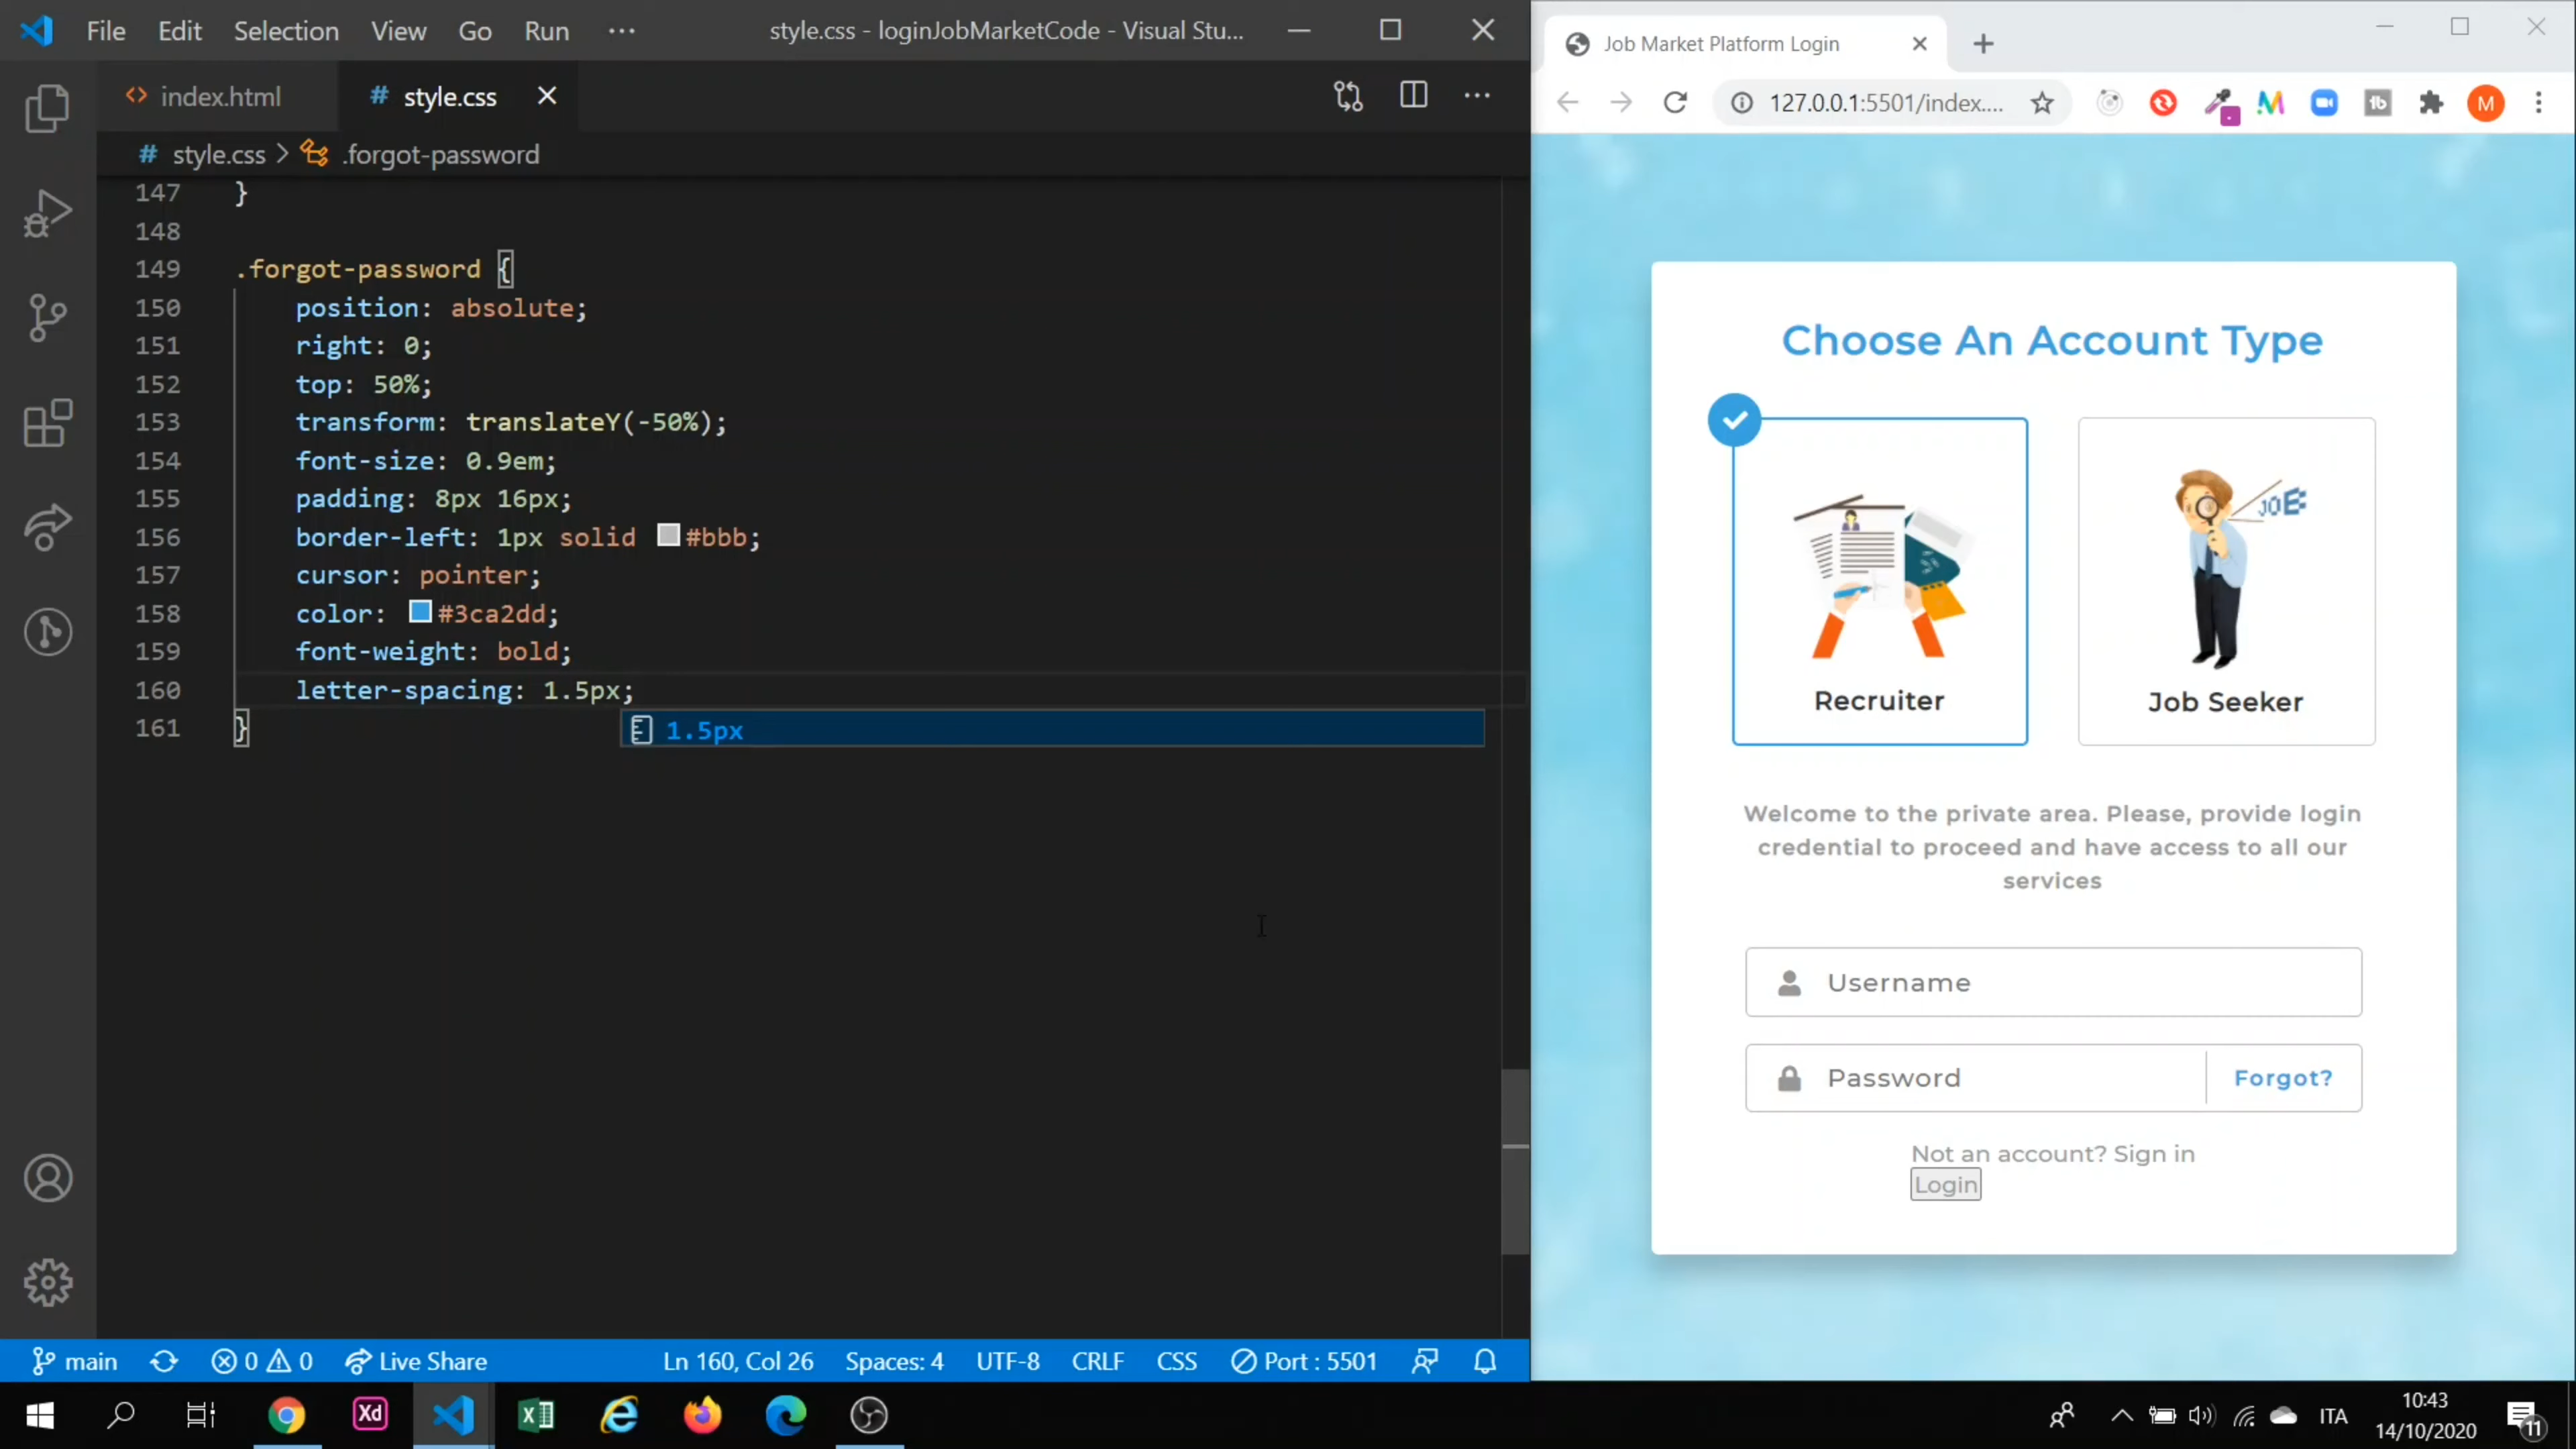 File Edit Selection View Go Run ··· style.css - loginJobMarketCode - Visual Stu...
index.html style.css
style.css > .forgot-password
147 }
148
149 .forgot-password {
150 position: absolute;
151 right: 0;
152 top: 50%;
153 transform: translateY(-50%);
154 font-size: 0.9em;
155 padding: 8px 16px;
156 border-left: 1px solid #bbb;
157 cursor: pointer;
158 color: #3ca2dd;
159 font-weight: bold;
160 letter-spacing: 1.5px;
161 }
1.5px
main 0 0 Live Share Ln 160, Col 26 Spaces: 4 UTF-8 CRLF CSS Port : 5501
Job Market Platform Login
127.0.0.1:5501/index.... M
Choose An Account Type
JOB
Recruiter
Job Seeker
Welcome to the private area. Please, provide login
credential to proceed and have access to all our
services
Username
Password Forgot?
Not an account? Sign in
Login
Xd
ITA
10:43
14/10/2020
11